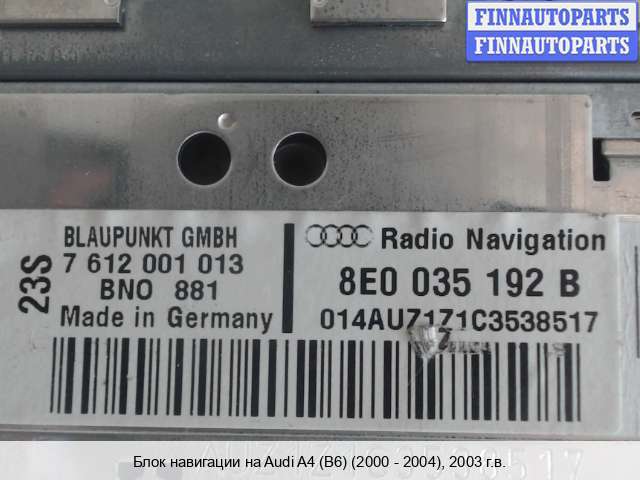 FINNAUTOPARTS
FINNAUTOPARTS
23S
BLAUPUNKT GMBH
7 612 001 013
BNO 881
Made in Germany
Radio Navigation
8E0 035 192 B
014AUZ1Z1C3538517
Блок навигации на Audi A4 (B6) (2000 - 2004), 2003 г.в.